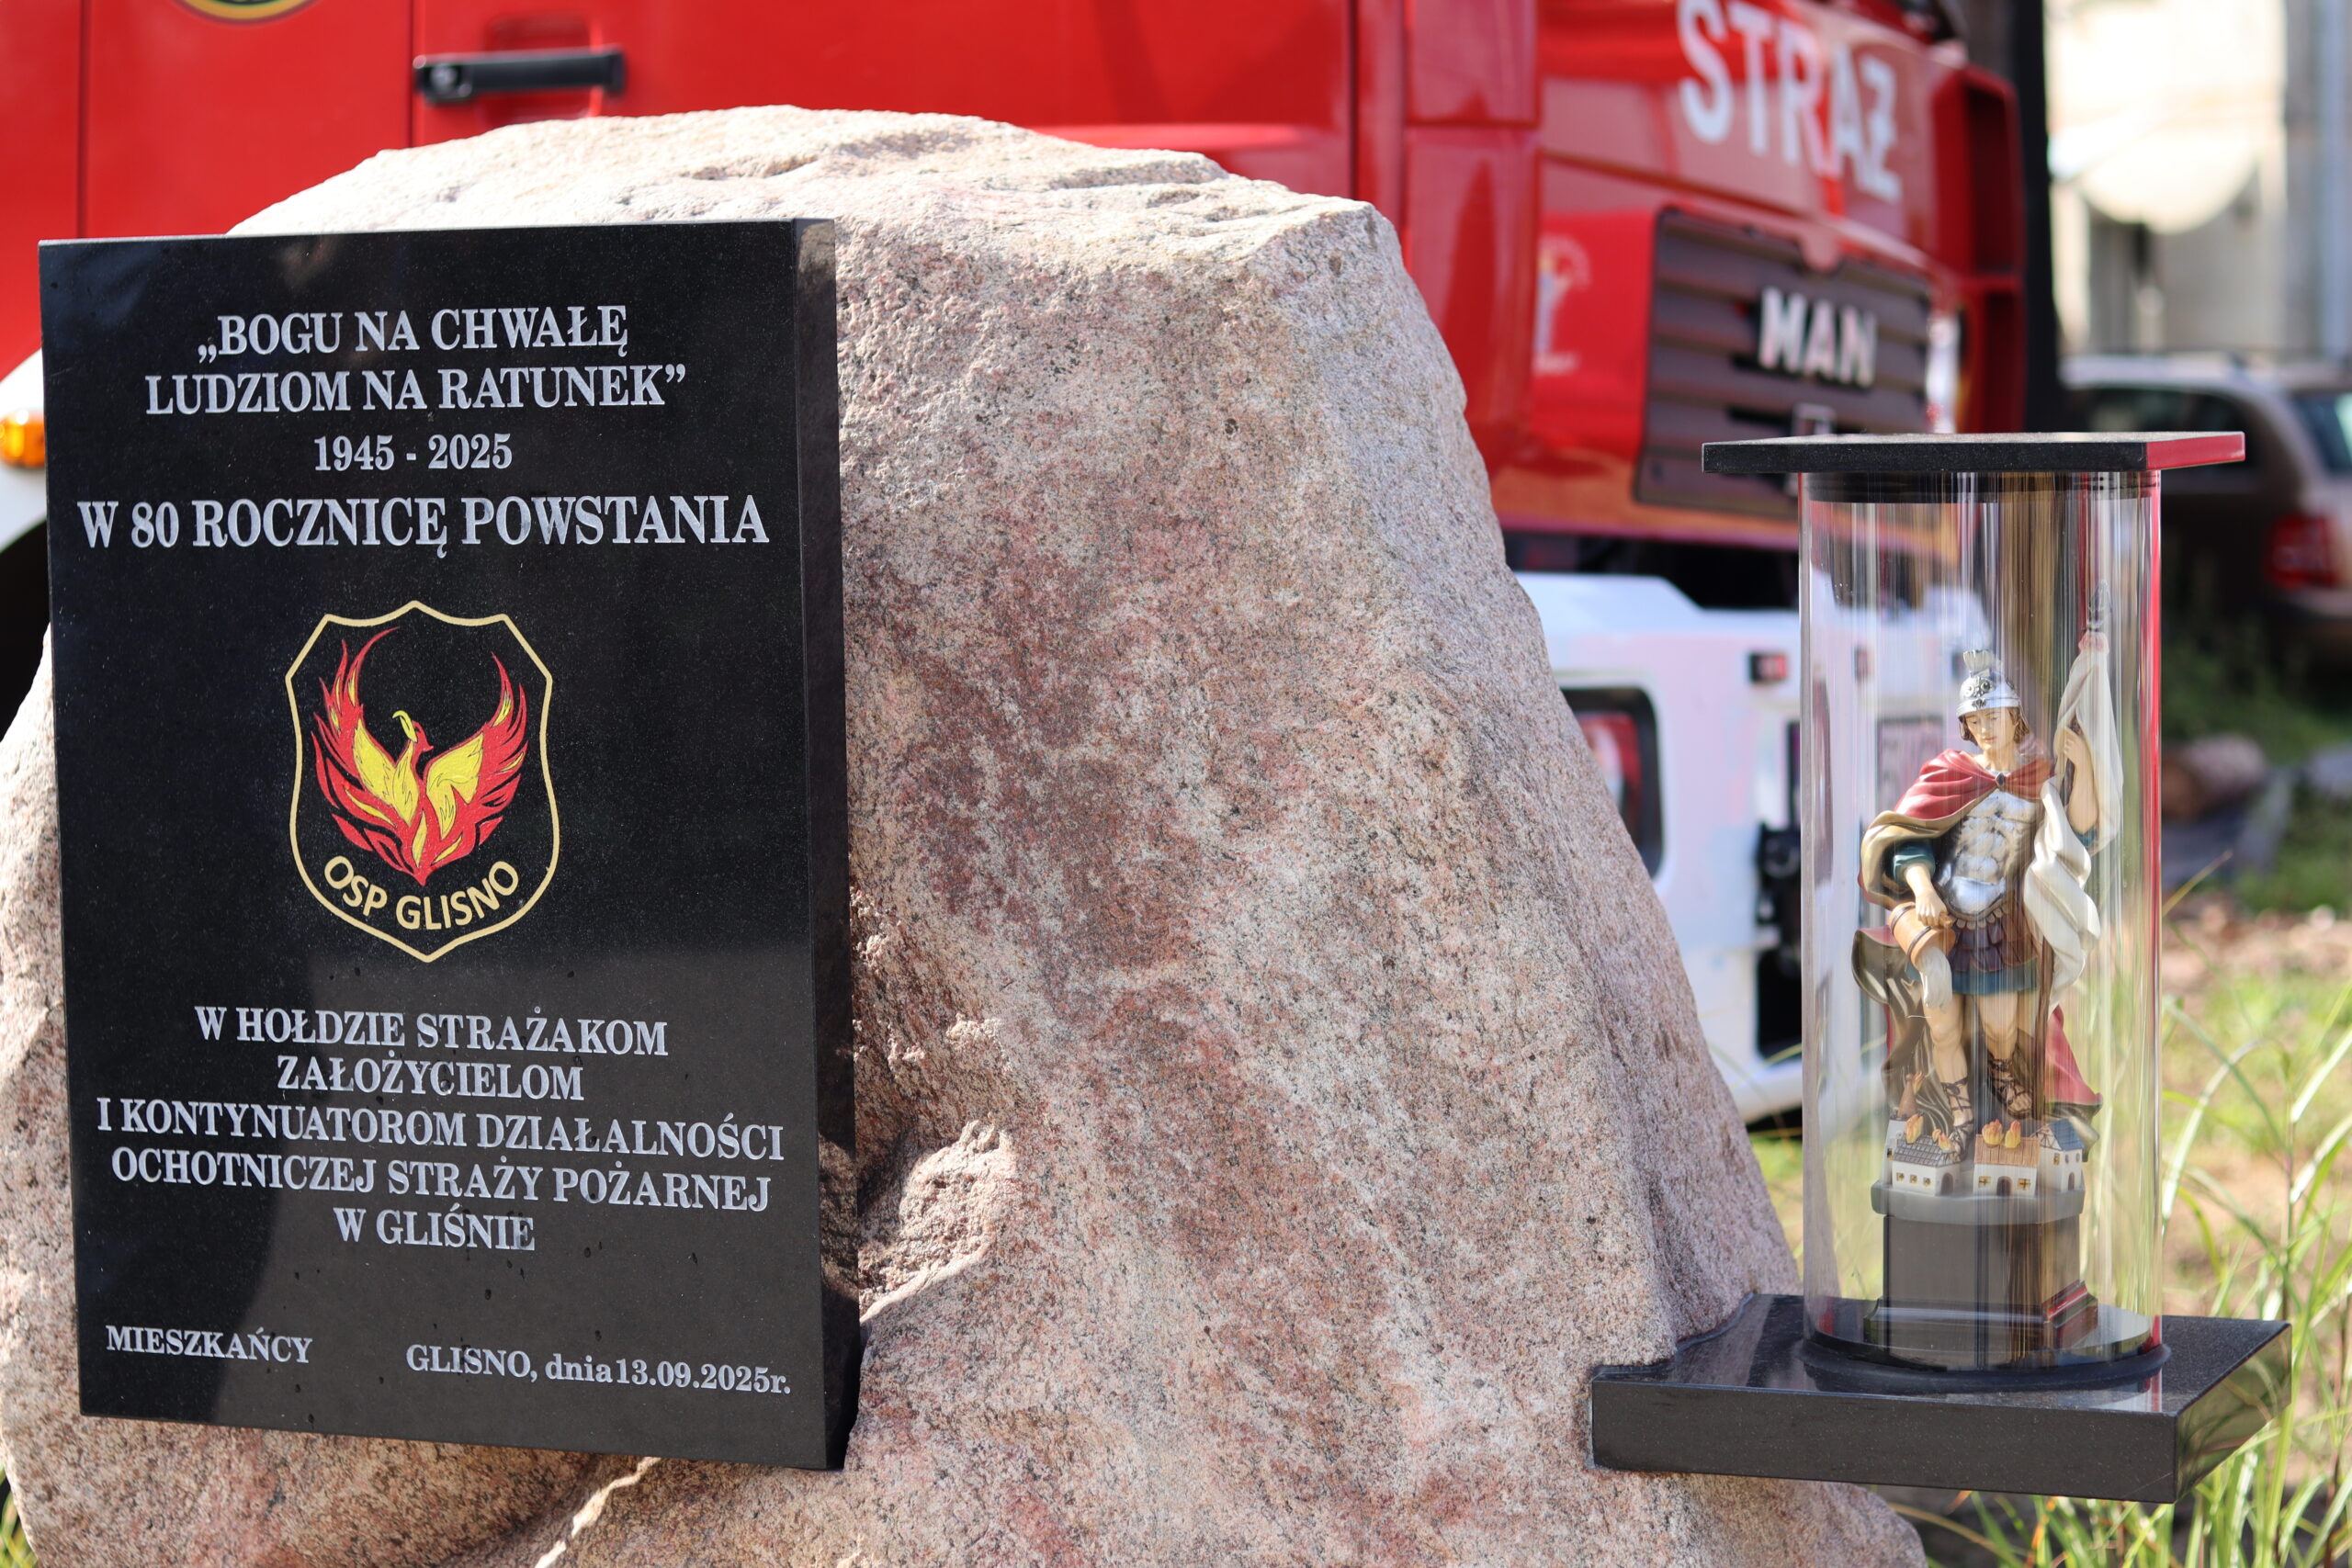 „BOGU NA CHWAŁĘ
LUDZIOM NA RATUNEK”
1945 - 2025
W 80 ROCZNICĘ POWSTANIA
OSP GLISNO
W HOŁDZIE STRAŻAKOM
ZAŁOŻYCIELOM
I KONTYNUATOROM DZIAŁALNOŚCI
OCHOTNICZEJ STRAŻY POŻARNEJ
W GLIŚNIE
MIESZKAŃCY GLISNO, dnia 13.09.2025r.
STRAŻ
MAN